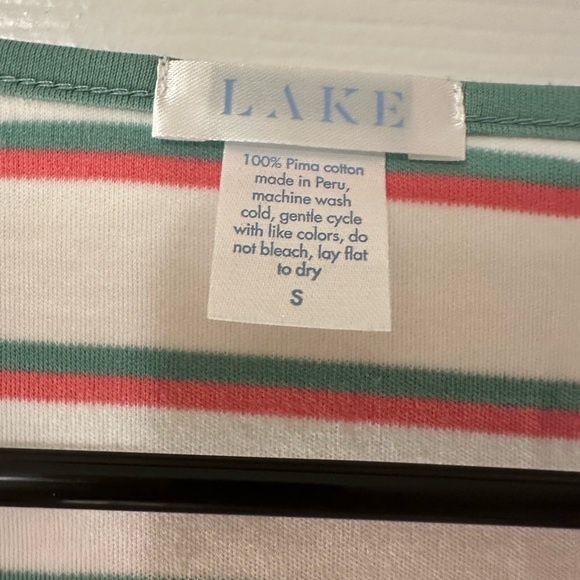 LAKE
100% Pima cotton
made in Peru,
machine wash
cold, gentle cycle
with like colors, do
not bleach, lay flat
to dry
S